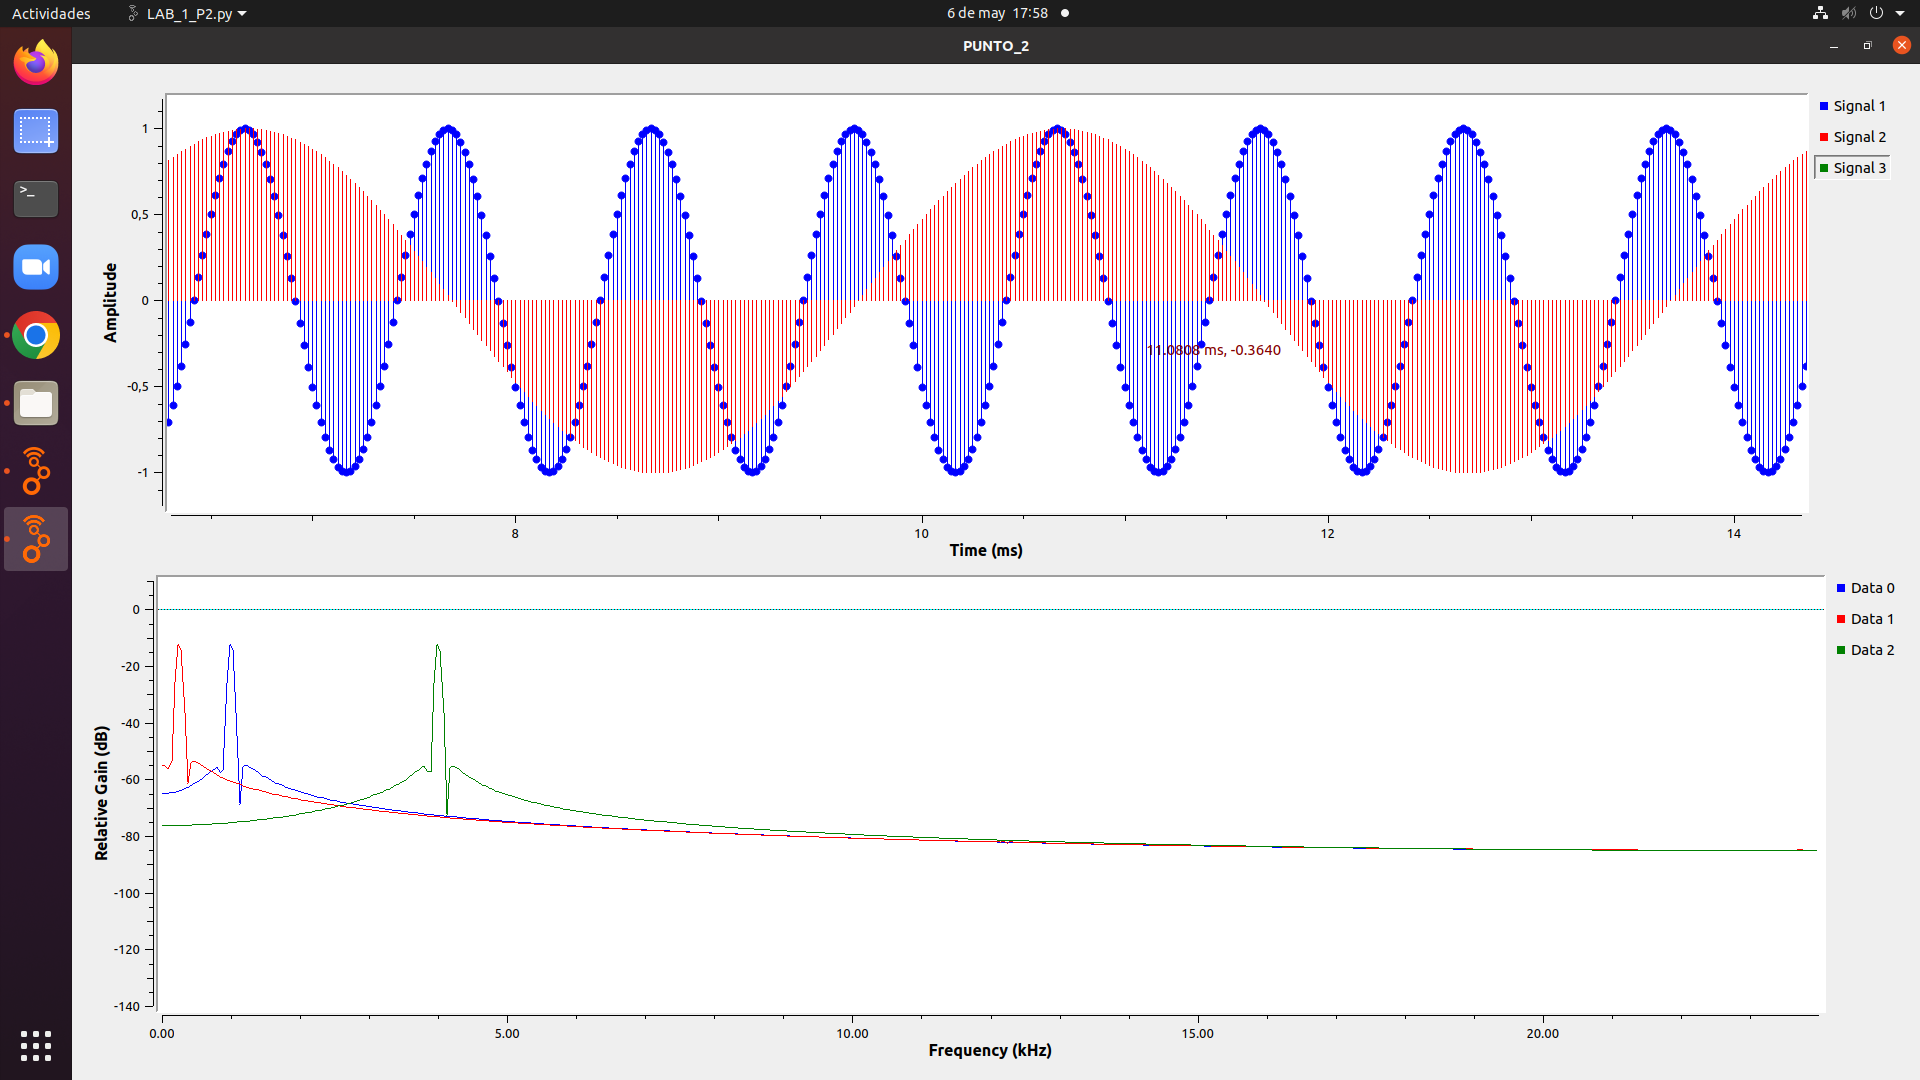 Actividades
LAB_1_P2.py
6 de may 17:58
PUNTO_2
Signal 1
Signal 2
Signal 3
Amplitude
1
0,5
0
-0,5
-1
11.0808 ms, -0.3640
8
10
12
14
Time (ms)
Data 0
Data 1
Data 2
Relative Gain (dB)
0
-20
-40
-60
-80
-100
-120
-140
0.00
5.00
10.00
15.00
20.00
Frequency (kHz)